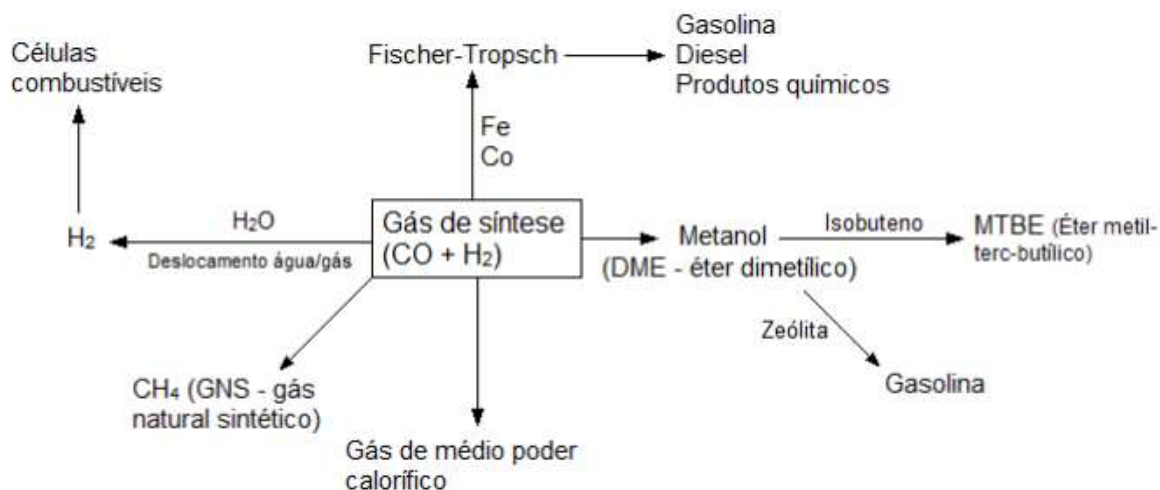 Células
combustíveis
Fischer-Tropsch
Gasolina
Diesel
Produtos químicos
Fe
Co
H₂
H₂O
Deslocamento água/gás
Gás de síntese
(CO + H₂)
Metanol
(DME - éter dimetílico)
Isobuteno
MTBE (Éter metil-
terc-butílico)
Zeólita
Gasolina
CH₄ (GNS - gás
natural sintético)
Gás de médio poder
calorífico